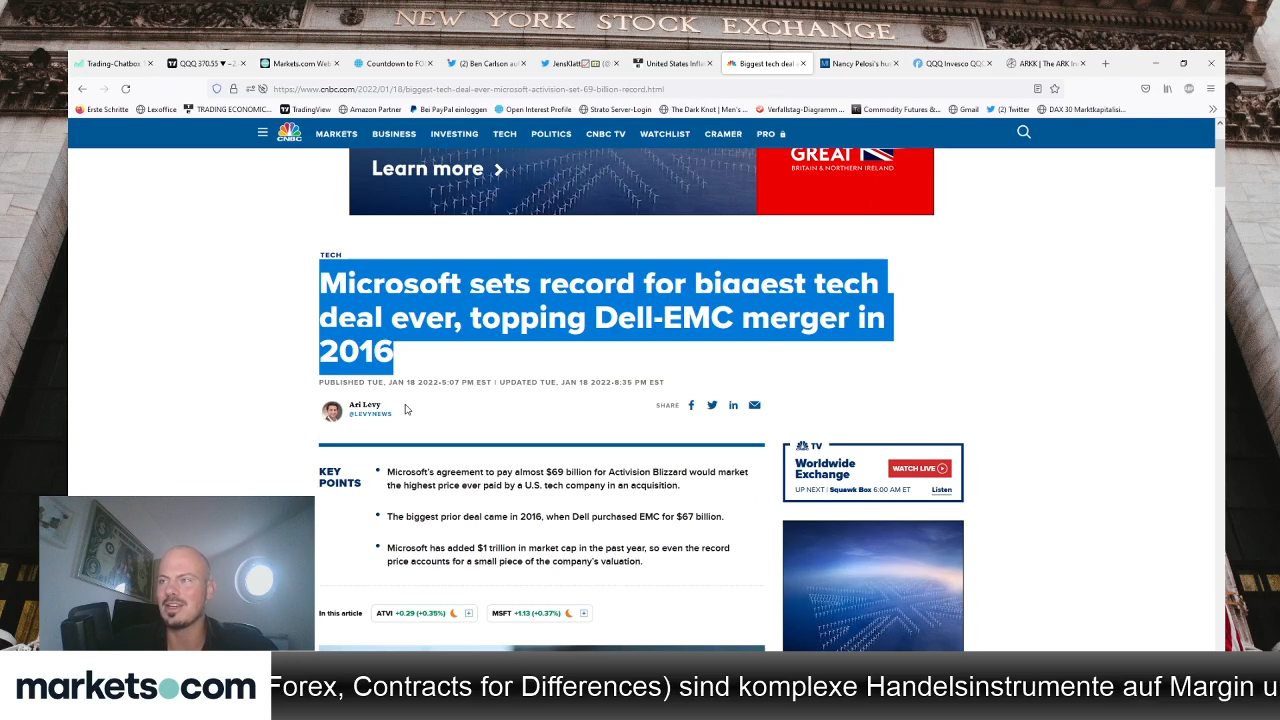 NEW YORK STOCK EXCHANGE
Trading-Chatbox
QQQ 370.55 ▼ −2.
Markets.com Web
Countdown to FO
(2) Ben Carlson auf
JensKlatt
United States Infla
Biggest tech deal
Nancy Pelosi's hu
QQQ Invesco QQQ
ARKK | The ARK In
https://www.cnbc.com/2022/01/18/biggest-tech-deal-ever-microsoft-activision-set-69-billion-record.html
Erste Schritte
Lexoffice
TRADING ECONOMIC...
TradingView
Amazon Partner
Bei PayPal einloggen
Open Interest Profile
Strato Server-Login
The Dark Knot | Men's ...
Verfallstag-Diagramm ...
Commodity Futures &...
Gmail
(2) Twitter
DAX 30 Marktkapitalisi...
CNBC
MARKETS BUSINESS INVESTING TECH POLITICS CNBC TV WATCHLIST CRAMER PRO
Learn more
GREAT
BRITAIN & NORTHERN IRELAND
TECH
Microsoft sets record for biggest tech
deal ever, topping Dell-EMC merger in
2016
PUBLISHED TUE, JAN 18 2022•5:07 PM EST | UPDATED TUE, JAN 18 2022•8:35 PM EST
Ari Levy
@LEVYNEWS
SHARE
KEY
POINTS
Microsoft's agreement to pay almost $69 billion for Activision Blizzard would market
the highest price ever paid by a U.S. tech company in an acquisition.
The biggest prior deal came in 2016, when Dell purchased EMC for $67 billion.
Microsoft has added $1 trillion in market cap in the past year, so even the record
price accounts for a small piece of the company's valuation.
In this article
ATVI +0.29 (+0.35%)
MSFT +1.13 (+0.37%)
TV
Worldwide
Exchange
WATCH LIVE
UP NEXT | Squawk Box 6:00 AM ET
Listen
markets.com
Forex, Contracts for Differences) sind komplexe Handelsinstrumente auf Margin u